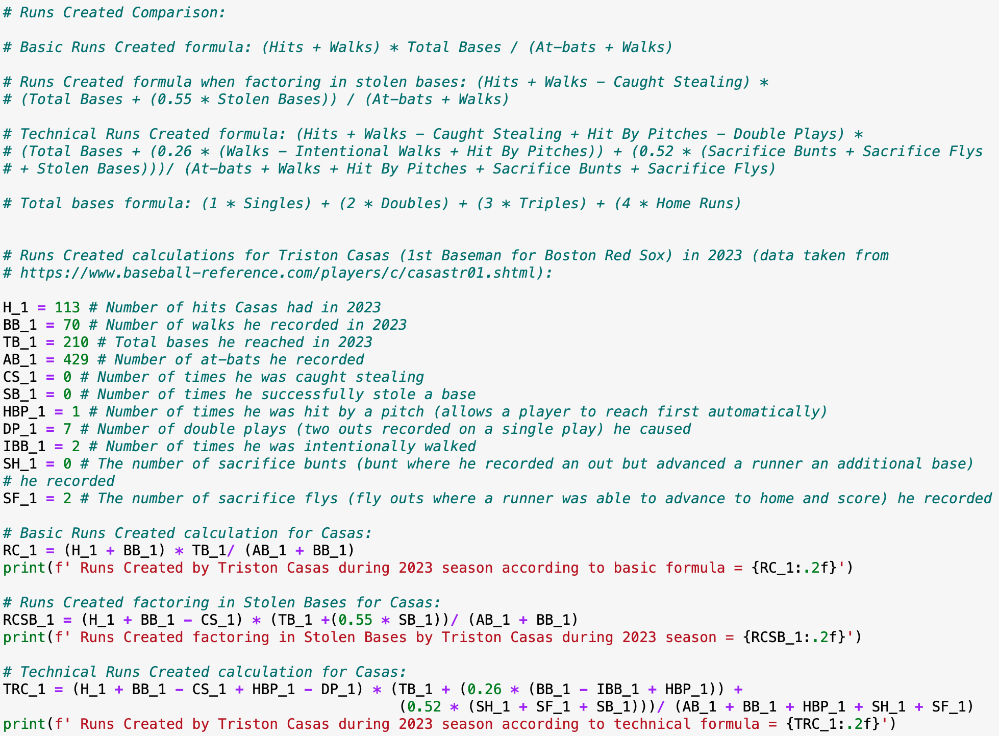 # Runs Created Comparison:
# Basic Runs Created formula: (Hits + Walks) * Total Bases / (At-bats + Walks)
# Runs Created formula when factoring in stolen bases: (Hits + Walks - Caught Stealing) *
# (Total Bases + (0.55 * Stolen Bases)) / (At-bats + Walks)
# Technical Runs Created formula: (Hits + Walks - Caught Stealing + Hit By Pitches - Double Plays) *
# (Total Bases + (0.26 * (Walks - Intentional Walks + Hit By Pitches)) + (0.52 * (Sacrifice Bunts + Sacrifice Flys
# + Stolen Bases)))/ (At-bats + Walks + Hit By Pitches + Sacrifice Bunts + Sacrifice Flys)
# Total bases formula: (1 * Singles) + (2 * Doubles) + (3 * Triples) + (4 * Home Runs)
# Runs Created calculations for Triston Casas (1st Baseman for Boston Red Sox) in 2023 (data taken from
# https://www.baseball-reference.com/players/c/casastr01.shtml):
H_1 = 113 # Number of hits Casas had in 2023
BB_1 = 70 # Number of walks he recorded in 2023
TB_1 = 210 # Total bases he reached in 2023
AB_1 = 429 # Number of at-bats he recorded
CS_1 = 0 # Number of times he was caught stealing
SB_1 = 0 # Number of times he successfully stole a base
HBP_1 = 1 # Number of times he was hit by a pitch (allows a player to reach first automatically)
DP_1 = 7 # Number of double plays (two outs recorded on a single play) he caused
IBB_1 = 2 # Number of times he was intentionally walked
SH_1 = 0 # The number of sacrifice bunts (bunt where he recorded an out but advanced a runner an additional base)
# he recorded
SF_1 = 2 # The number of sacrifice flys (fly outs where a runner was able to advance to home and score) he recorded
# Basic Runs Created calculation for Casas:
RC_1 = (H_1 + BB_1) * TB_1/ (AB_1 + BB_1)
print(f' Runs Created by Triston Casas during 2023 season according to basic formula = {RC_1:.2f}')
# Runs Created factoring in Stolen Bases for Casas:
RCSB_1 = (H_1 + BB_1 - CS_1) * (TB_1 +(0.55 * SB_1))/ (AB_1 + BB_1)
print(f' Runs Created factoring in Stolen Bases by Triston Casas during 2023 season = {RCSB_1:.2f}')
# Technical Runs Created calculation for Casas:
TRC_1 = (H_1 + BB_1 - CS_1 + HBP_1 - DP_1) * (TB_1 + (0.26 * (BB_1 - IBB_1 + HBP_1)) +
(0.52 * (SH_1 + SF_1 + SB_1)))/ (AB_1 + BB_1 + HBP_1 + SH_1 + SF_1)
print(f' Runs Created by Triston Casas during 2023 season according to technical formula = {TRC_1:.2f}')